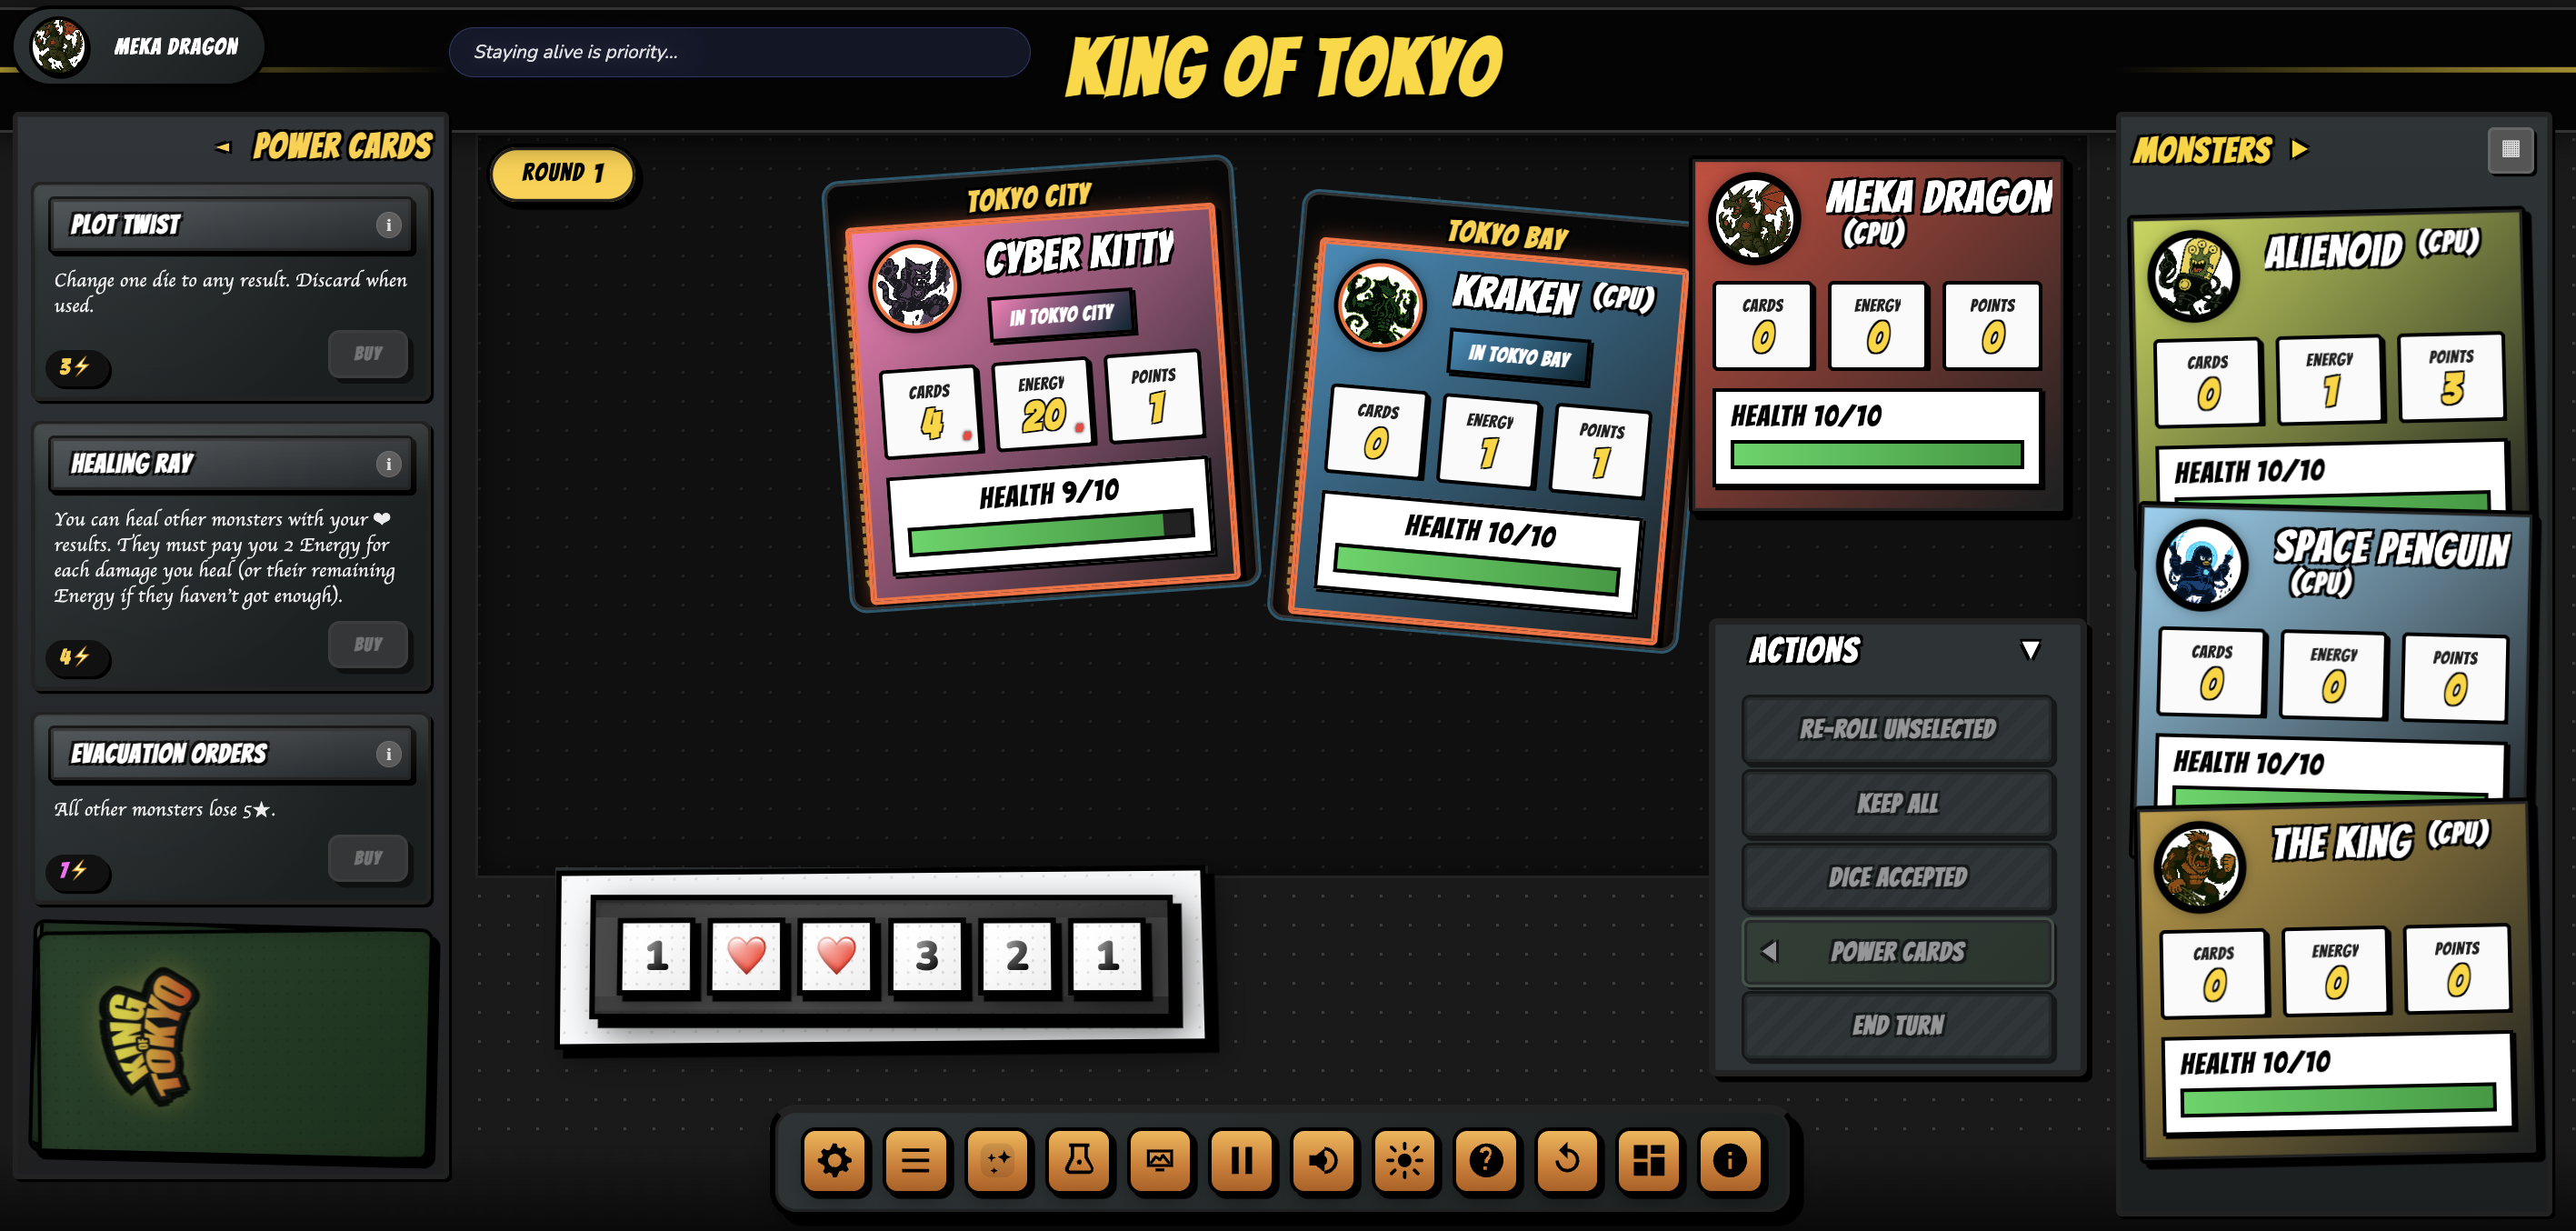 MEKA DRAGON
Staying alive is priority...
KING OF TOKYO
POWER CARDS
PLOT TWIST
i
Change one die to any result. Discard when
used.
3⚡
BUY
HEALING RAY
i
You can heal other monsters with your ❤
results. They must pay you 2 Energy for
each damage you heal (or their remaining
Energy if they haven't got enough).
4⚡
BUY
EVACUATION ORDERS
i
All other monsters lose 5★.
7⚡
BUY
KING
OF
TOKYO
ROUND 1
TOKYO CITY
CYBER KITTY
IN TOKYO CITY
CARDS
4
ENERGY
20
POINTS
1
HEALTH 9/10
TOKYO BAY
KRAKEN (CPU)
IN TOKYO BAY
CARDS
0
ENERGY
1
POINTS
1
HEALTH 10/10
MEKA DRAGON
(CPU)
CARDS
0
ENERGY
0
POINTS
0
HEALTH 10/10
1 ❤ ❤ 3 2 1
ACTIONS
RE-ROLL UNSELECTED
KEEP ALL
DICE ACCEPTED
POWER CARDS
END TURN
MONSTERS
ALIENOID (CPU)
CARDS
0
ENERGY
1
POINTS
3
HEALTH 10/10
SPACE PENGUIN
(CPU)
CARDS
0
ENERGY
0
POINTS
0
HEALTH 10/10
THE KING (CPU)
CARDS
0
ENERGY
0
POINTS
0
HEALTH 10/10